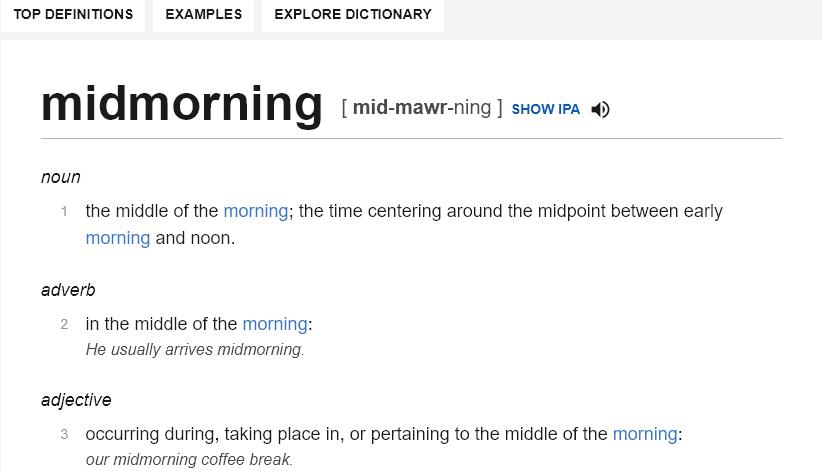 TOP DEFINITIONS EXAMPLES EXPLORE DICTIONARY
midmorning [ mid-mawr-ning ] SHOW IPA
noun
1 the middle of the morning; the time centering around the midpoint between early
morning and noon.
adverb
2 in the middle of the morning:
He usually arrives midmorning.
adjective
3 occurring during, taking place in, or pertaining to the middle of the morning:
our midmorning coffee break.